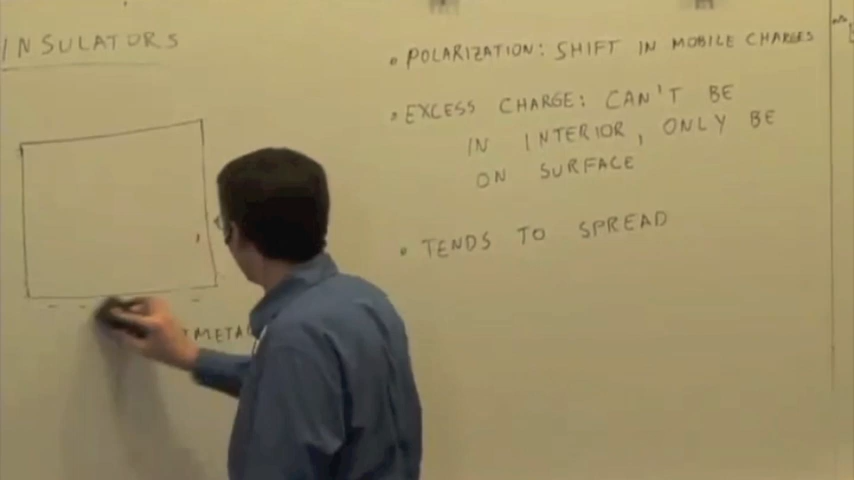 INSULATORS
• POLARIZATION: SHIFT IN MOBILE CHARGES
• EXCESS CHARGE: CAN'T BE
IN INTERIOR, ONLY BE
ON SURFACE
• TENDS TO SPREAD